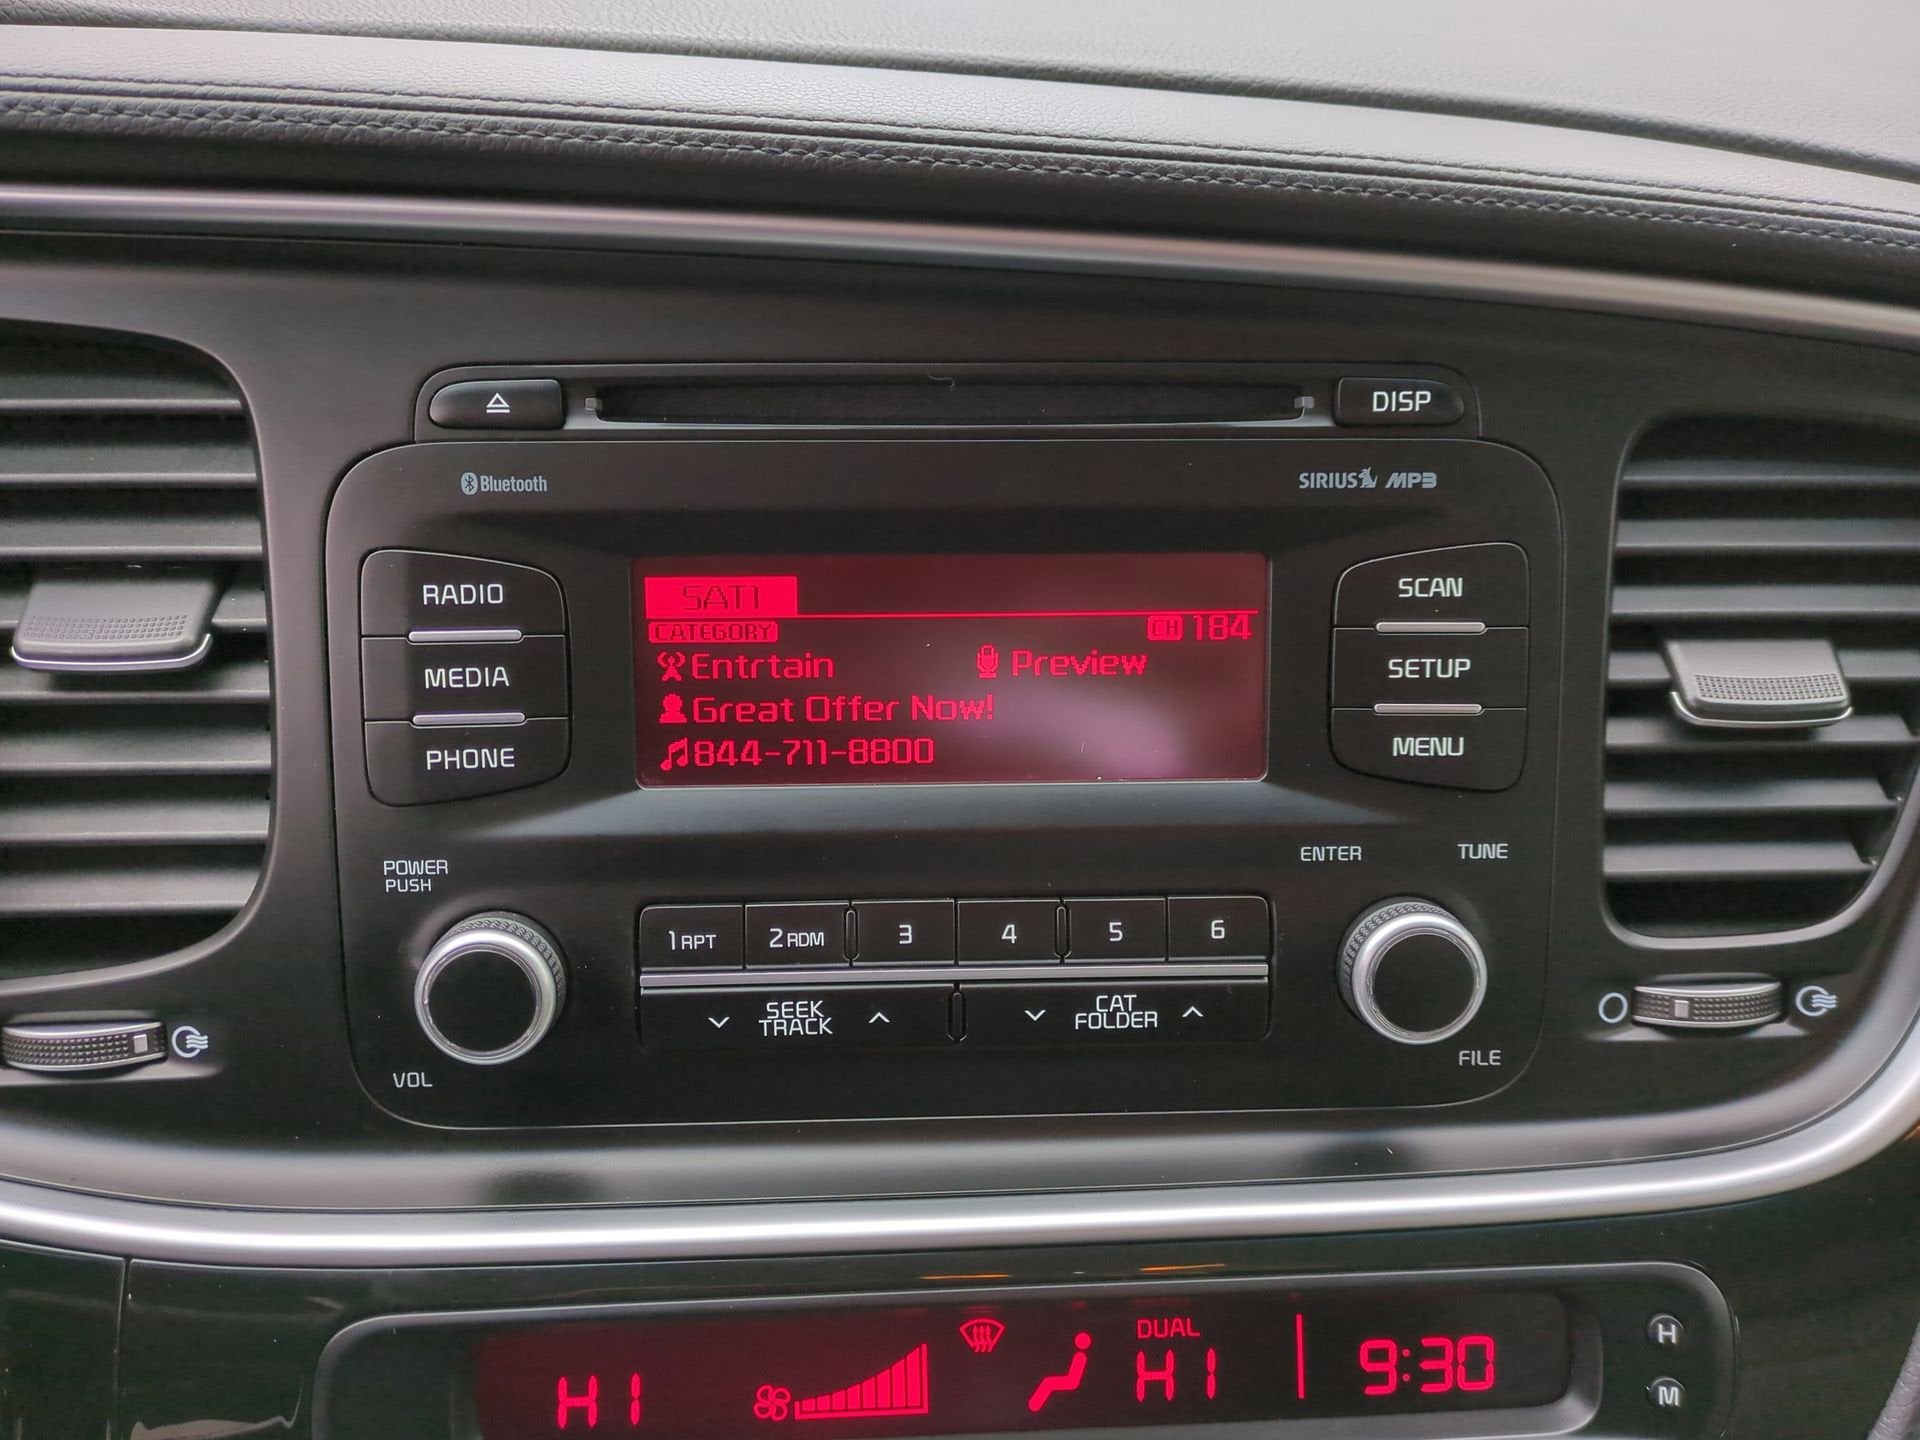 DISP
Bluetooth
SIRIUS MP3
RADIO
MEDIA
PHONE
SAT1
CATEGORY
CH 184
Entrtain
Preview
Great Offer Now!
844-711-8800
SCAN
SETUP
MENU
POWER
PUSH
VOL
1 RPT
2 RDM
3
4
5
6
SEEK
TRACK
CAT
FOLDER
ENTER
TUNE
FILE
HI
DUAL
HI
9:30
H
M